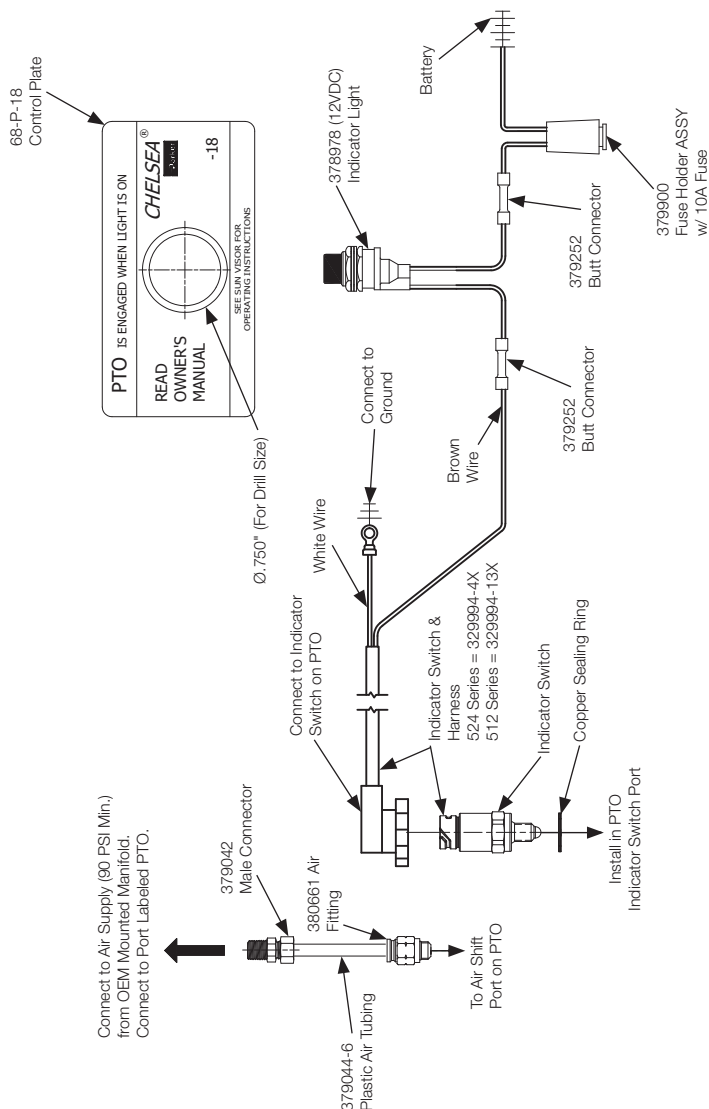 68-P-18
Control Plate
PTO IS ENGAGED WHEN LIGHT IS ON
READ
OWNER'S
MANUAL
CHELSEA ®
-18
SEE SUN VISOR FOR
OPERATING INSTRUCTIONS
Ø.750" (For Drill Size)
378978 (12VDC)
Indicator Light
Battery
379900
Fuse Holder ASSY
w/ 10A Fuse
379252
Butt Connector
379252
Butt Connector
Brown
Wire
Connect to
Ground
White Wire
Connect to Indicator
Switch on PTO
Indicator Switch &
Harness
524 Series = 329994-4X
512 Series = 329994-13X
Indicator Switch
Copper Sealing Ring
Install in PTO
Indicator Switch Port
Connect to Air Supply (90 PSI Min.)
from OEM Mounted Manifold.
Connect to Port Labeled PTO.
379042
Male Connector
380661 Air
Fitting
379044-6
Plastic Air Tubing
To Air Shift
Port on PTO